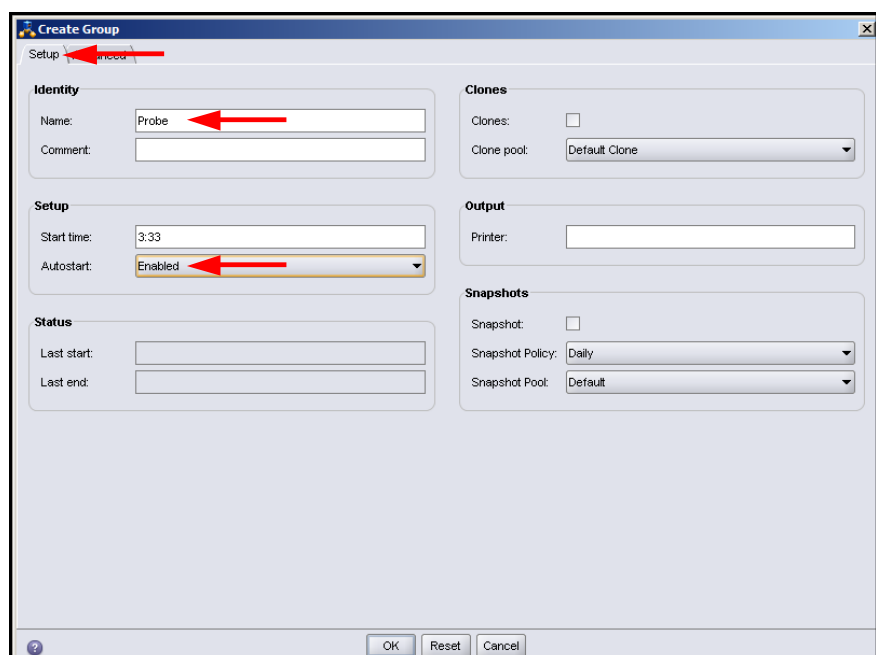 Create Group
Setup
Identity
Name: Probe
Comment:
Setup
Start time: 3:33
Autostart: Enabled
Status
Last start:
Last end:
Clones
Clones:
Clone pool: Default Clone
Output
Printer:
Snapshots
Snapshot:
Snapshot Policy: Daily
Snapshot Pool: Default
? OK Reset Cancel